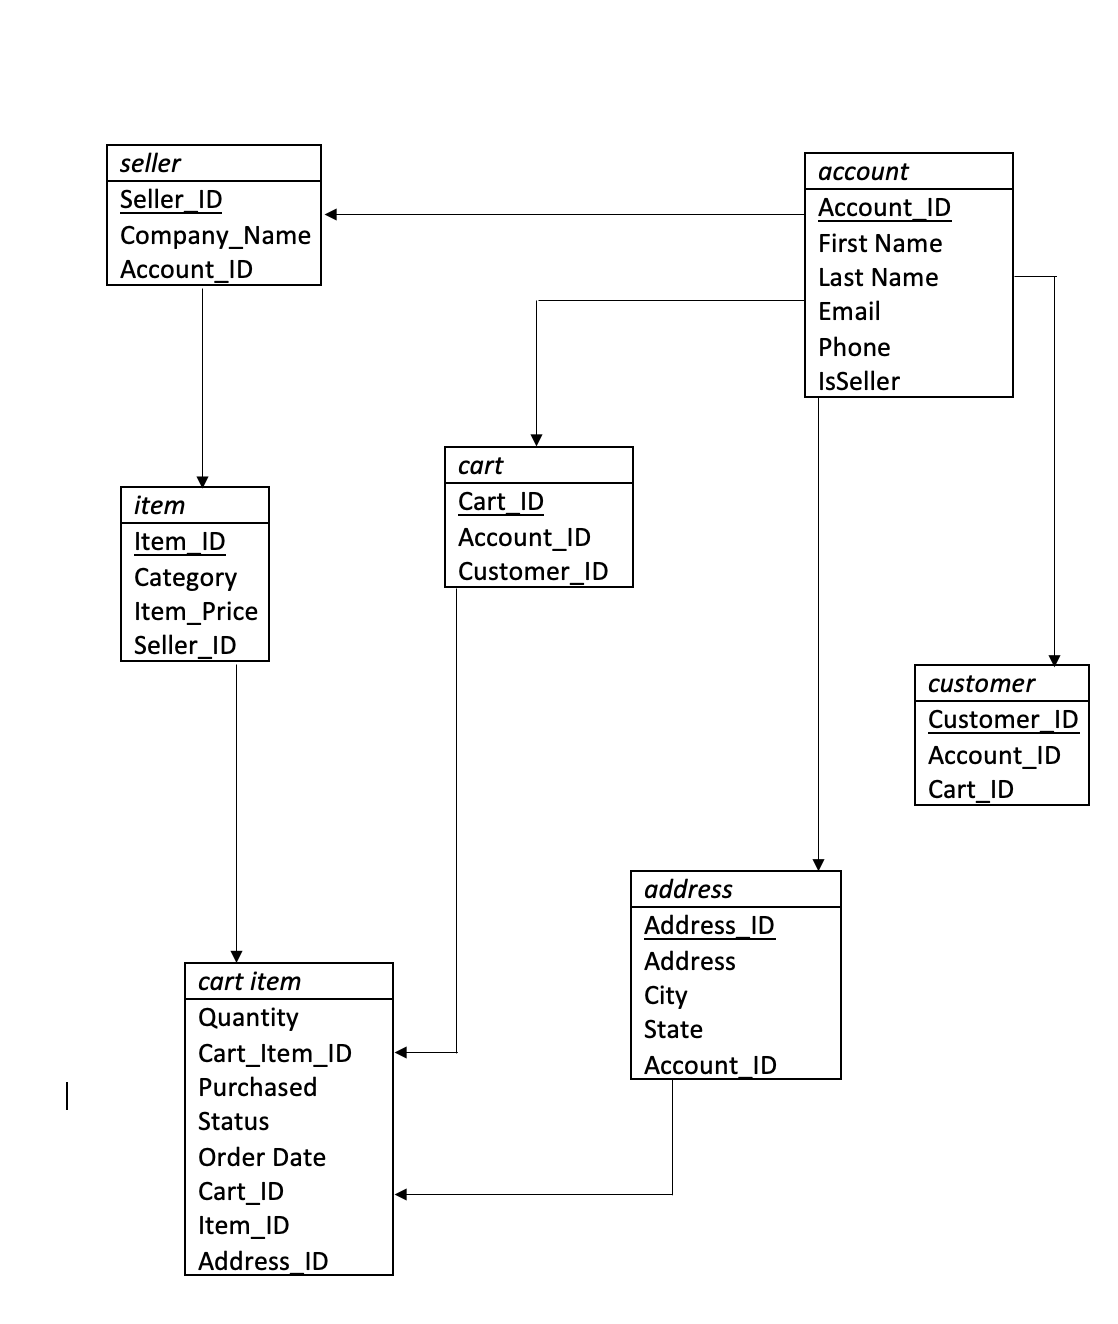 seller
Seller_ID
Company_Name
Account_ID
account
Account_ID
First Name
Last Name
Email
Phone
IsSeller
cart
Cart_ID
Account_ID
Customer_ID
item
Item_ID
Category
Item_Price
Seller_ID
customer
Customer_ID
Account_ID
Cart_ID
address
Address_ID
Address
City
State
Account_ID
cart item
Quantity
Cart_Item_ID
Purchased
Status
Order Date
Cart_ID
Item_ID
Address_ID